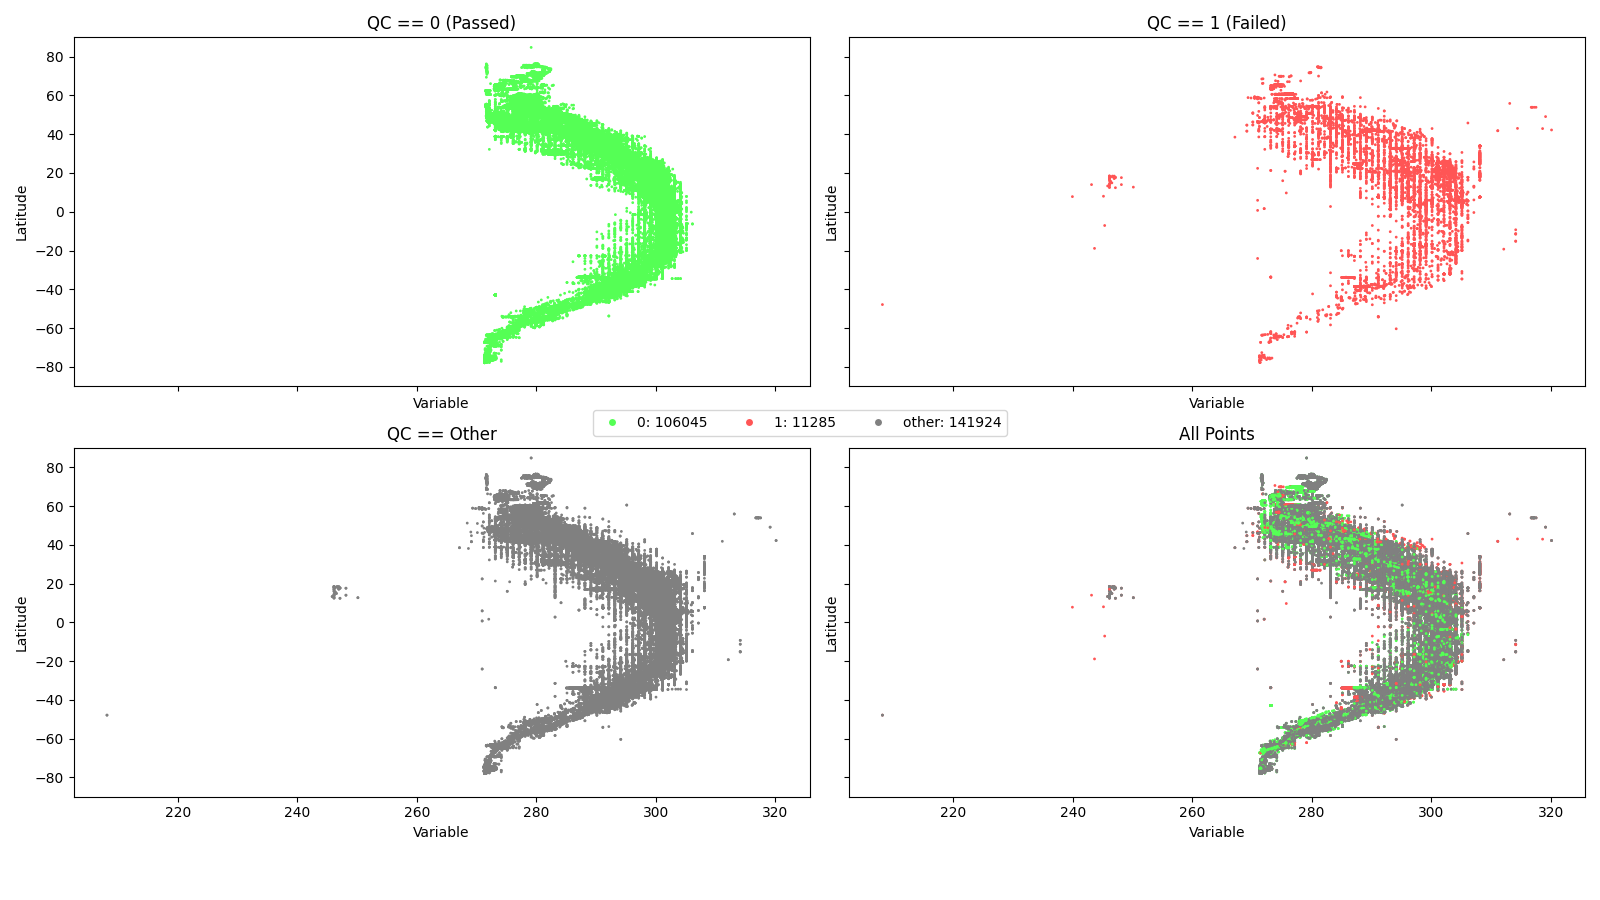 QC == 0 (Passed)
QC == 1 (Failed)
80
60
40
20
0
−20
−40
−60
−80
Latitude
Latitude
Variable
Variable
0: 106045
1: 11285
other: 141924
QC == Other
All Points
80
60
40
20
0
−20
−40
−60
−80
Latitude
Latitude
220
240
260
280
300
320
220
240
260
280
300
320
Variable
Variable